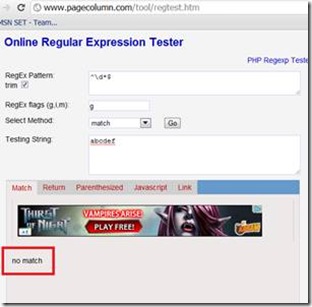 www.pagecolumn.com/tool/regtest.htm
MSN SET - Team...
Online Regular Expression Tester
PHP Regexp Teste
RegEx Pattern:
trim
^\d*$
RegEx flags (g,i,m):
g
Select Method:
match
Go
Testing String:
abcdef
Match Return Parenthesized Javascript Link
THIRST OF NIGHT
VAMPIRES ARISE
PLAY FREE!
no match